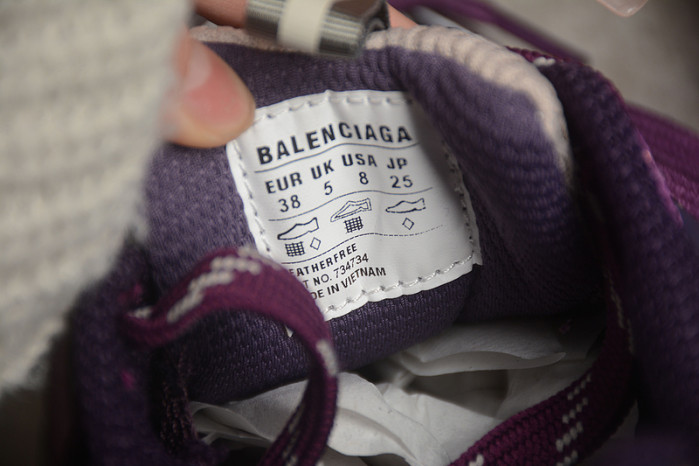 BALENCIAGA
EUR UK USA JP
38 5 8 25
EATHERFREE
T NO. 734734
DE IN VIETNAM